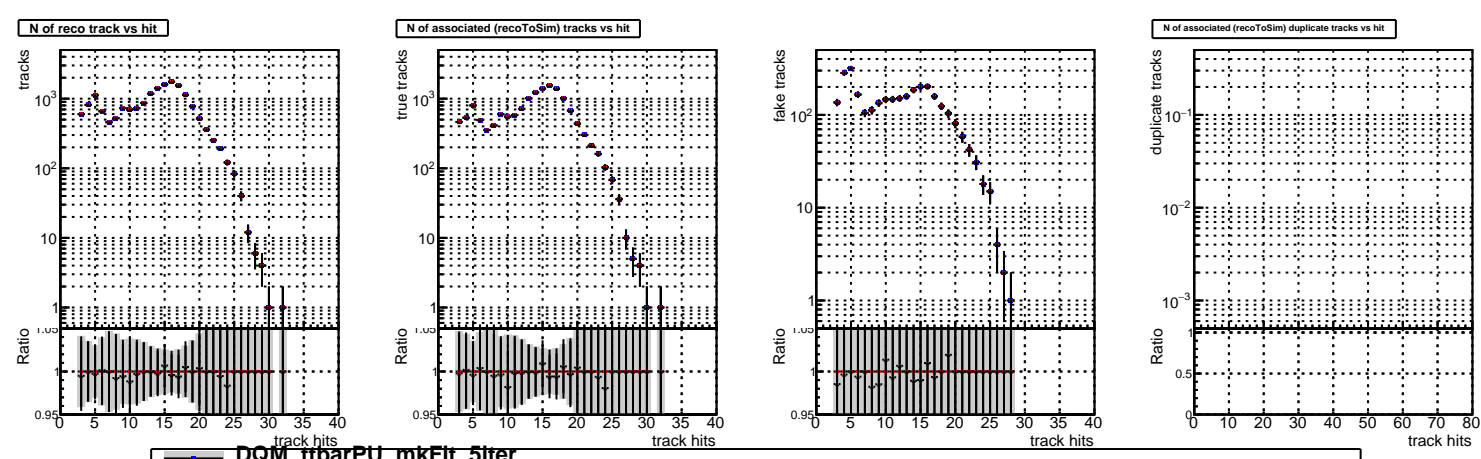 N of reco track vs hit
N of associated (recoToSim) tracks vs hit
N of associated (recoToSim) duplicate tracks vs hit
tracks
10³
10²
10
1
Ratio
1.05
1
0.95
0 5 10 15 20 25 30 35 40
track hits
true tracks
10³
10²
10
1
Ratio
1.05
1
0.95
0 5 10 15 20 25 30 35 40
track hits
fake tracks
10²
10
1
Ratio
1.05
1
0.95
0 5 10 15 20 25 30 35 40
track hits
duplicate tracks
10⁻¹
10⁻²
10⁻³
Ratio
1
0.5
0
0 10 20 30 40 50 60 70 80
track hits
DQM_ttbarPU_mkFit_5iter